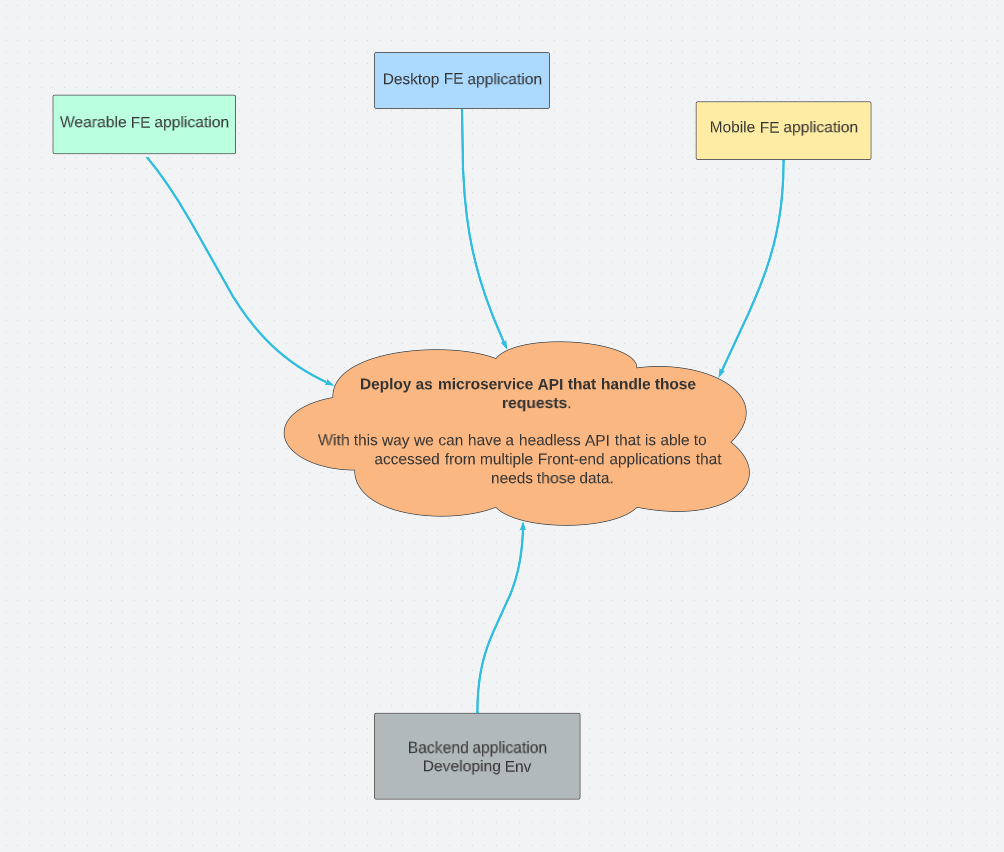 Desktop FE application
Wearable FE application
Mobile FE application
Deploy as microservice API that handle those
requests.
With this way we can have a headless API that is able to
accessed from multiple Front-end applications that
needs those data.
Backend application
Developing Env